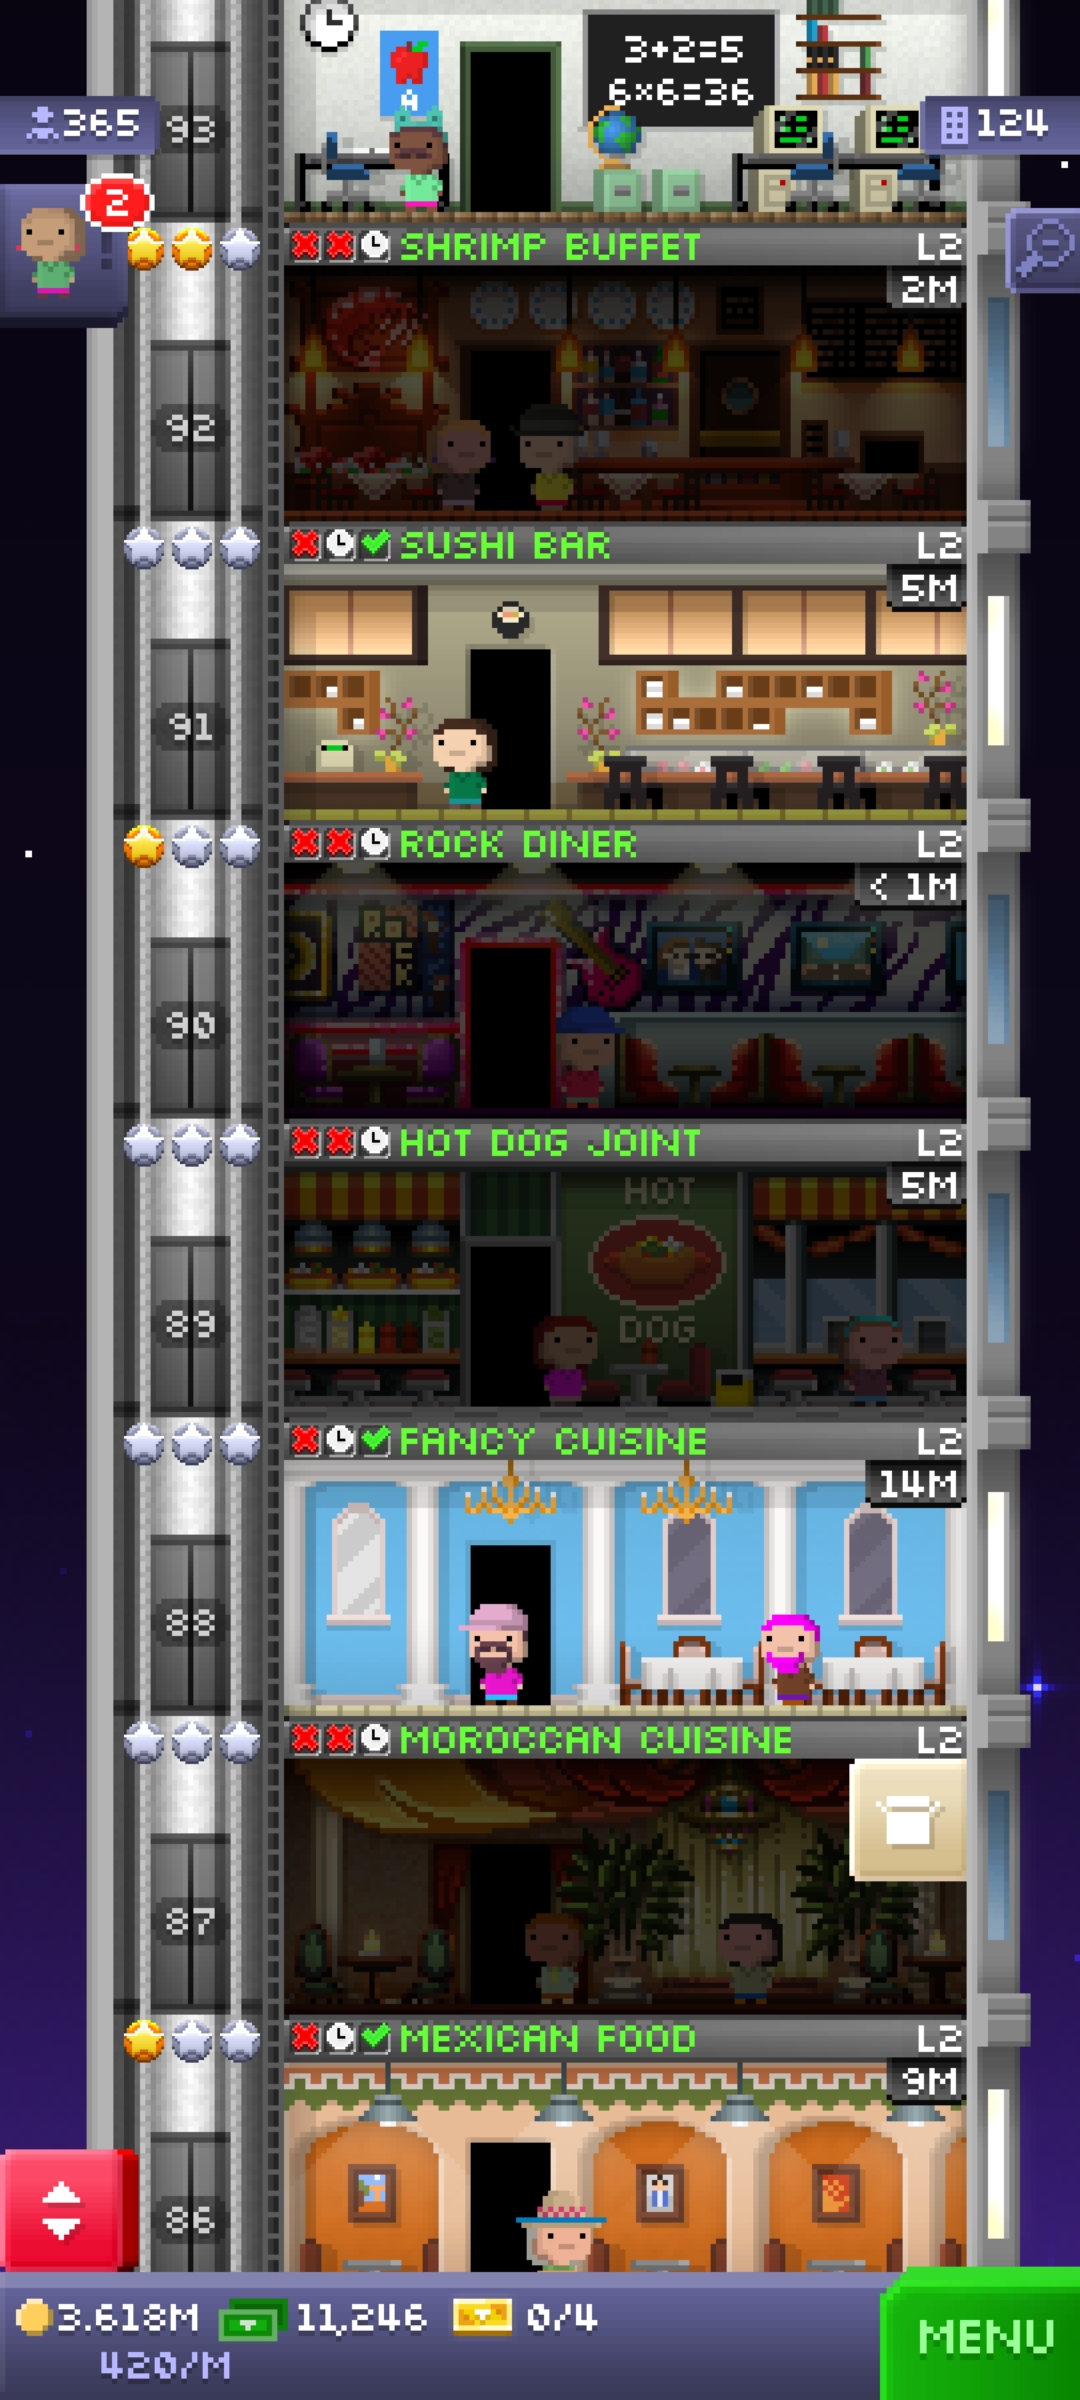 3+2=5
6×6=36
A
93
365
124
2
SHRIMP BUFFET L2
2M
92
SUSHI BAR L2
5M
91
ROCK DINER L2
< 1M
ROCK
90
HOT DOG JOINT L2
5M
HOT
DOG
89
FANCY CUISINE L2
14M
88
MOROCCAN CUISINE L2
87
MEXICAN FOOD L2
9M
86
3.618M 11,246 0/4
420/M
MENU